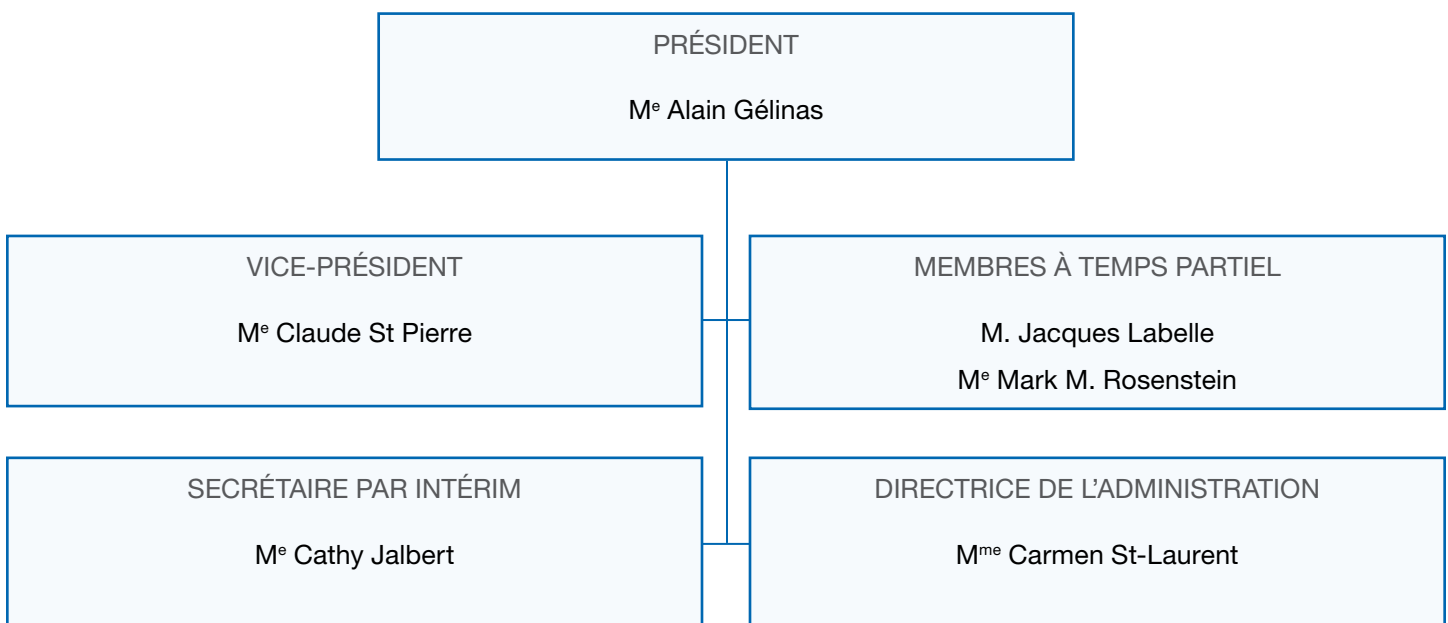 PRÉSIDENT
Mᵉ Alain Gélinas
VICE-PRÉSIDENT
Mᵉ Claude St Pierre
MEMBRES À TEMPS PARTIEL
M. Jacques Labelle
Mᵉ Mark M. Rosenstein
SECRÉTAIRE PAR INTÉRIM
Mᵉ Cathy Jalbert
DIRECTRICE DE L'ADMINISTRATION
Mᵐᵉ Carmen St-Laurent